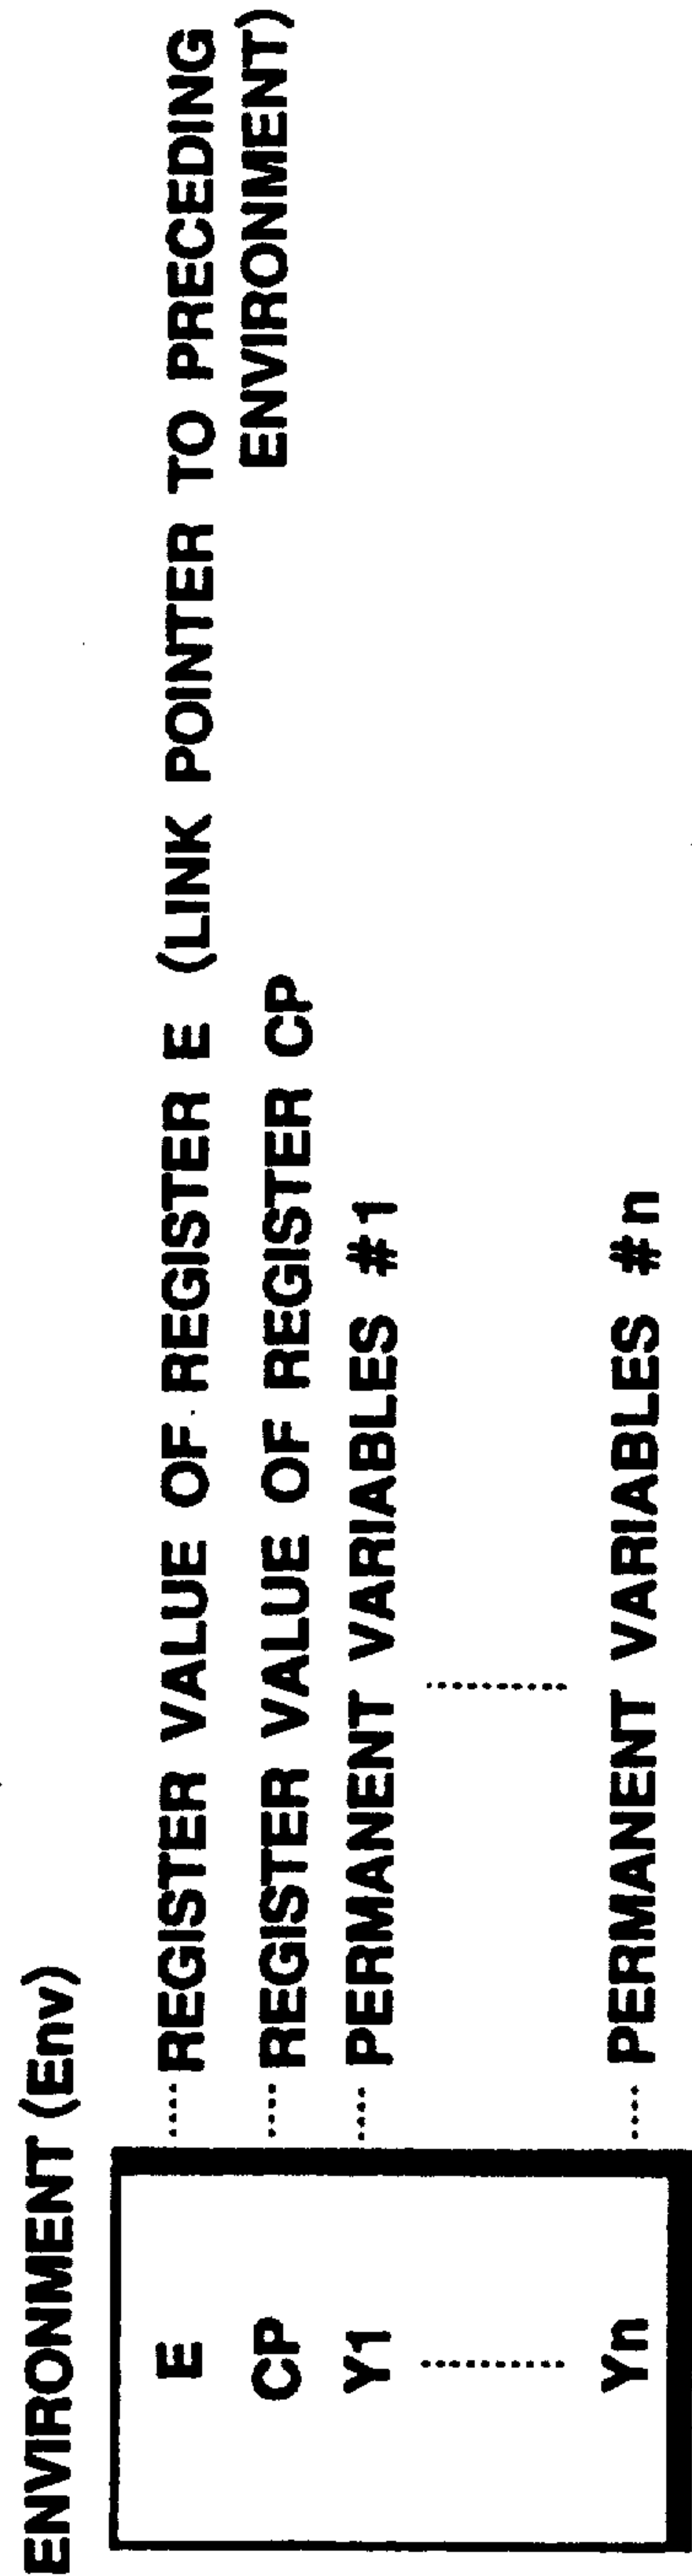 ENVIRONMENT (Env)
E ····REGISTER VALUE OF REGISTER E (LINK POINTER TO PRECEDING
ENVIRONMENT)
CP ····REGISTER VALUE OF REGISTER CP
Y1 ····PERMANENT VARIABLES #1
Yn ····PERMANENT VARIABLES #n